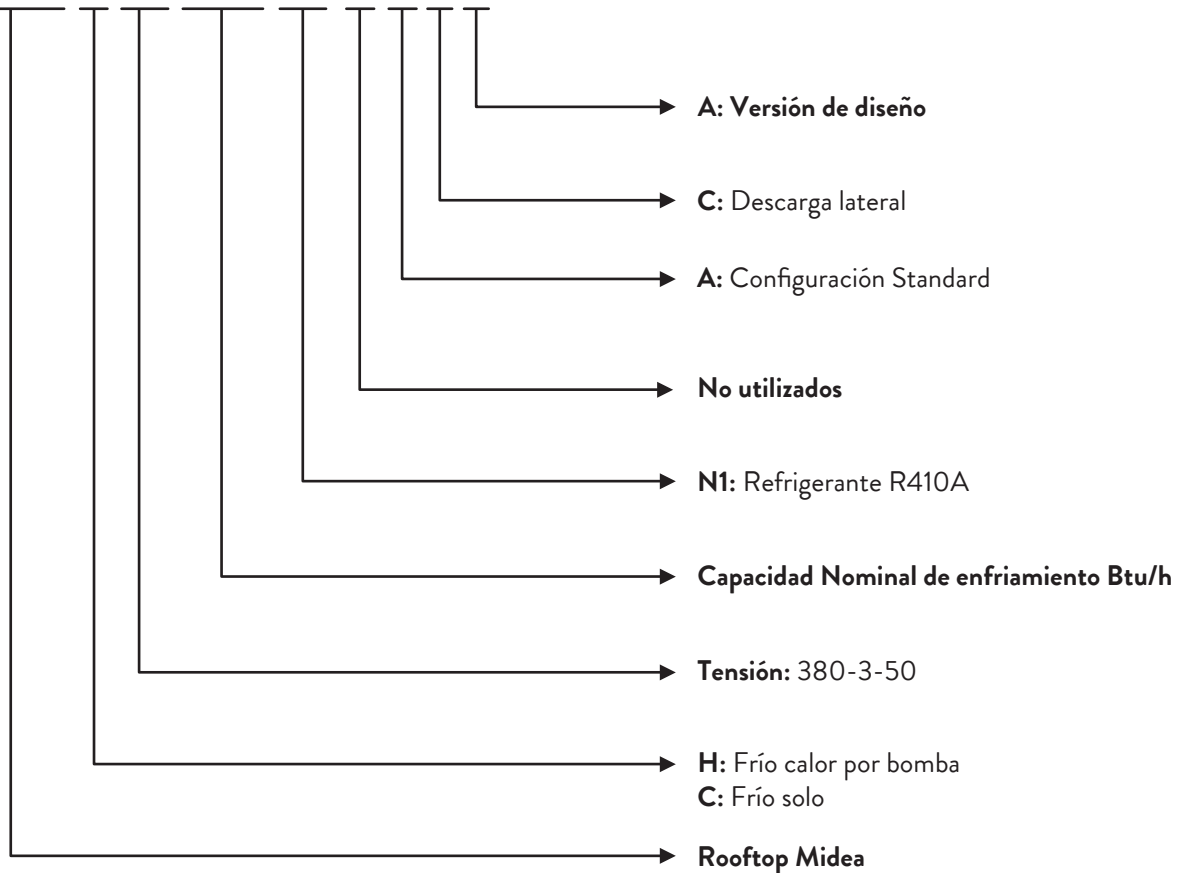 A: Versión de diseño
C: Descarga lateral
A: Configuración Standard
No utilizados
N1: Refrigerante R410A
Capacidad Nominal de enfriamiento Btu/h
Tensión: 380-3-50
H: Frío calor por bomba
C: Frío solo
Rooftop Midea